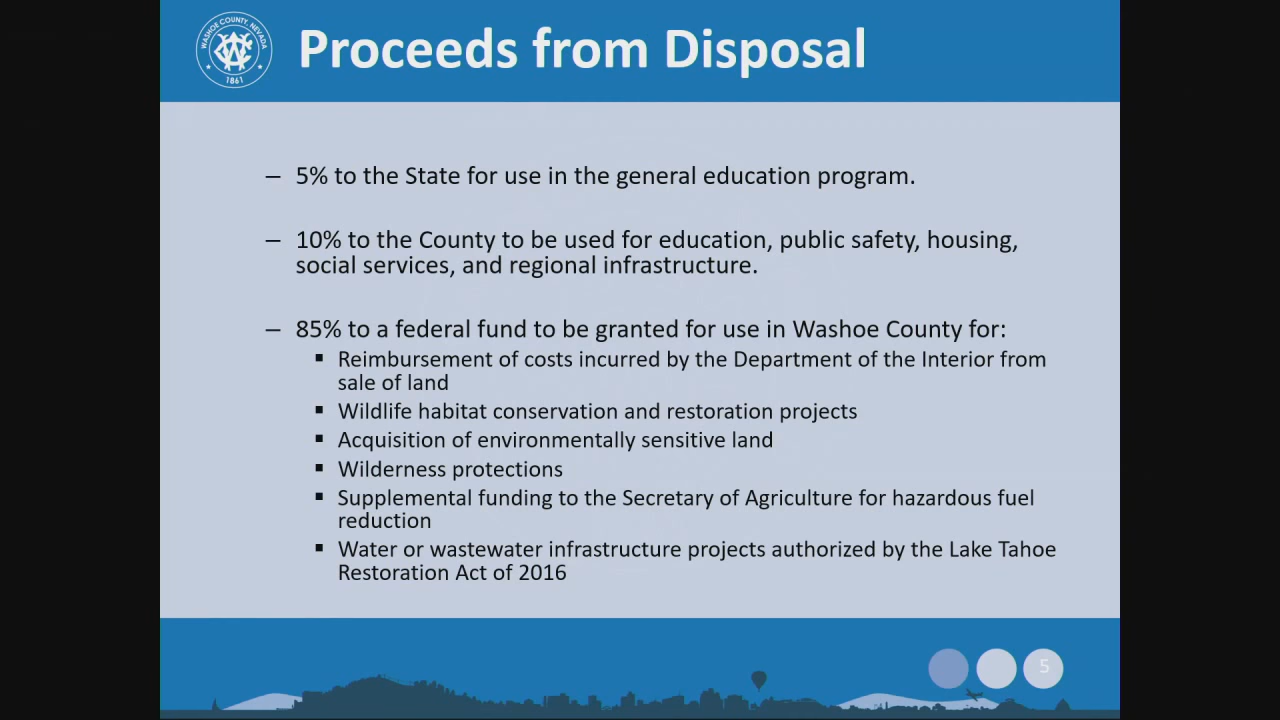 WASHOE COUNTY, NEVADA
1861
Proceeds from Disposal
– 5% to the State for use in the general education program.
– 10% to the County to be used for education, public safety, housing,
social services, and regional infrastructure.
– 85% to a federal fund to be granted for use in Washoe County for:
▪ Reimbursement of costs incurred by the Department of the Interior from
sale of land
▪ Wildlife habitat conservation and restoration projects
▪ Acquisition of environmentally sensitive land
▪ Wilderness protections
▪ Supplemental funding to the Secretary of Agriculture for hazardous fuel
reduction
▪ Water or wastewater infrastructure projects authorized by the Lake Tahoe
Restoration Act of 2016
5